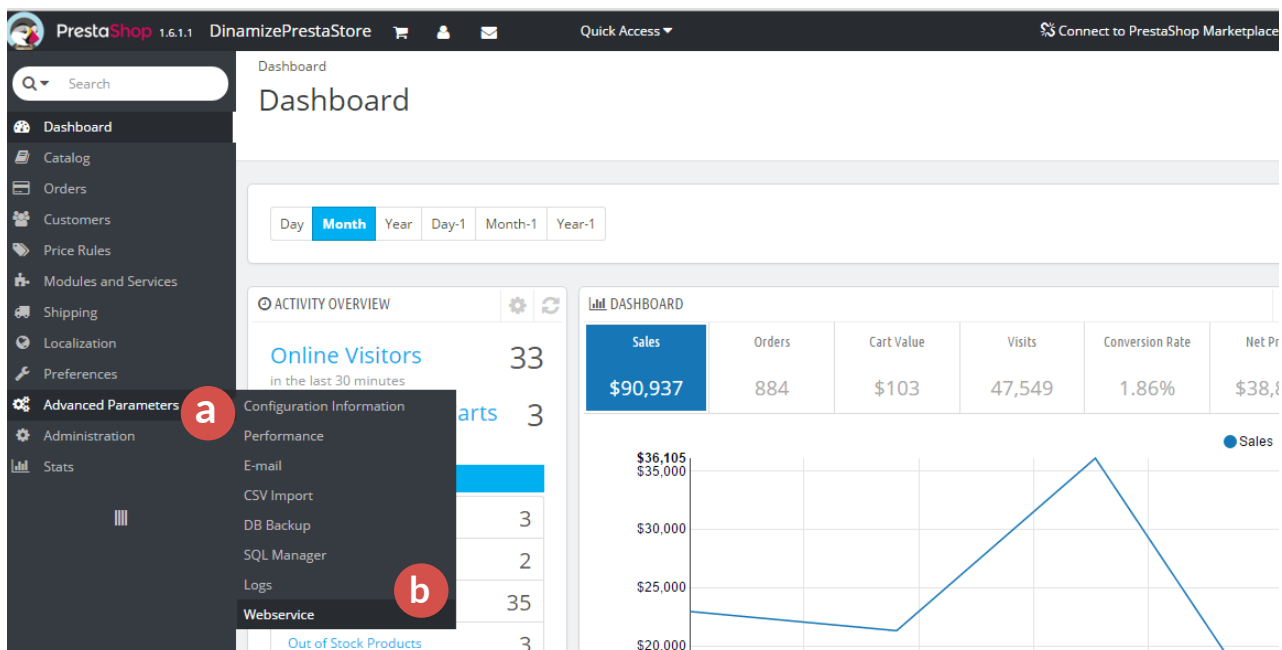 PrestaShop 1.6.1.1 DinamizePrestaStore Quick Access Connect to PrestaShop Marketplace
Search
Dashboard
Catalog
Orders
Customers
Price Rules
Modules and Services
Shipping
Localization
Preferences
Advanced Parameters
Administration
Stats
a
Configuration Information
Performance
E-mail
CSV Import
DB Backup
SQL Manager
Logs
Webservice
b
Dashboard
Dashboard
Day Month Year Day-1 Month-1 Year-1
ACTIVITY OVERVIEW
Online Visitors 33
in the last 30 minutes
arts 3
3
2
35
Out of Stock Products 3
DASHBOARD
Sales Orders Cart Value Visits Conversion Rate Net Pr
$90,937 884 $103 47,549 1.86% $38,8
Sales
$36,105
$35,000
$30,000
$25,000
$20,000